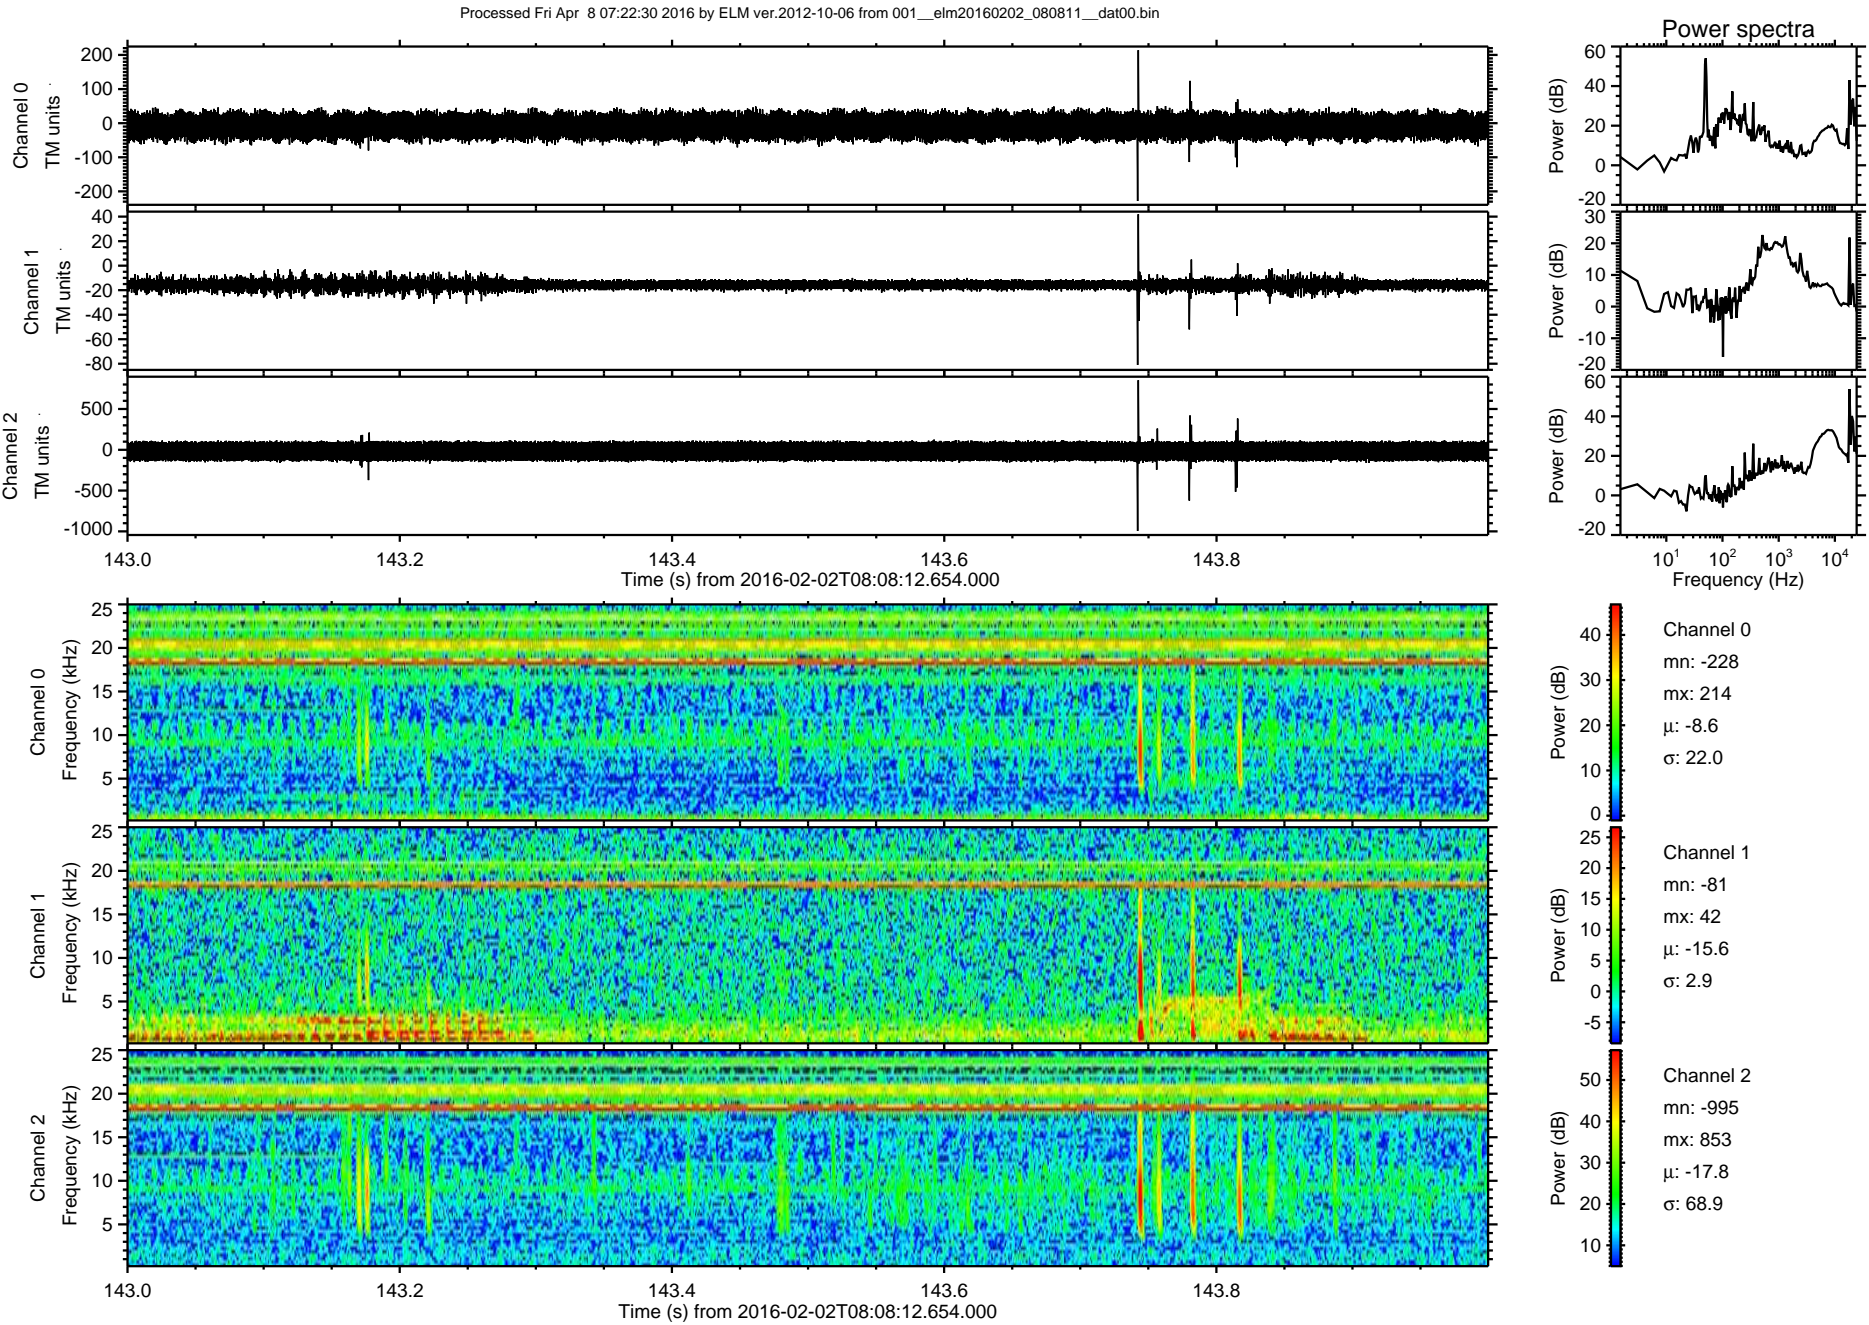 Processed Fri Apr  8 07:22:30 2016 by ELM ver.2012-10-06 from 001__elm20160202_080811__dat00.bin
Power spectra
Channel 0
TM units
200
100
0
-100
-200
Power (dB)
60
40
20
0
-20
Channel 1
TM units
40
20
0
-20
-40
-60
-80
Power (dB)
30
20
10
0
-10
-20
Channel 2
TM units
500
0
-500
-1000
Power (dB)
60
40
20
0
-20
143.0 143.2 143.4 143.6 143.8
Time (s) from 2016-02-02T08:08:12.654.000
10^1 10^2 10^3 10^4
Frequency (Hz)
Channel 0
Frequency (kHz)
25
20
15
10
5
Power (dB)
40
30
20
10
0
Channel 0
mn: -228
mx: 214
μ: -8.6
σ: 22.0
Channel 1
Frequency (kHz)
25
20
15
10
5
Power (dB)
25
20
15
10
5
0
-5
Channel 1
mn: -81
mx: 42
μ: -15.6
σ: 2.9
Channel 2
Frequency (kHz)
25
20
15
10
5
Power (dB)
50
40
30
20
10
Channel 2
mn: -995
mx: 853
μ: -17.8
σ: 68.9
143.0 143.2 143.4 143.6 143.8
Time (s) from 2016-02-02T08:08:12.654.000